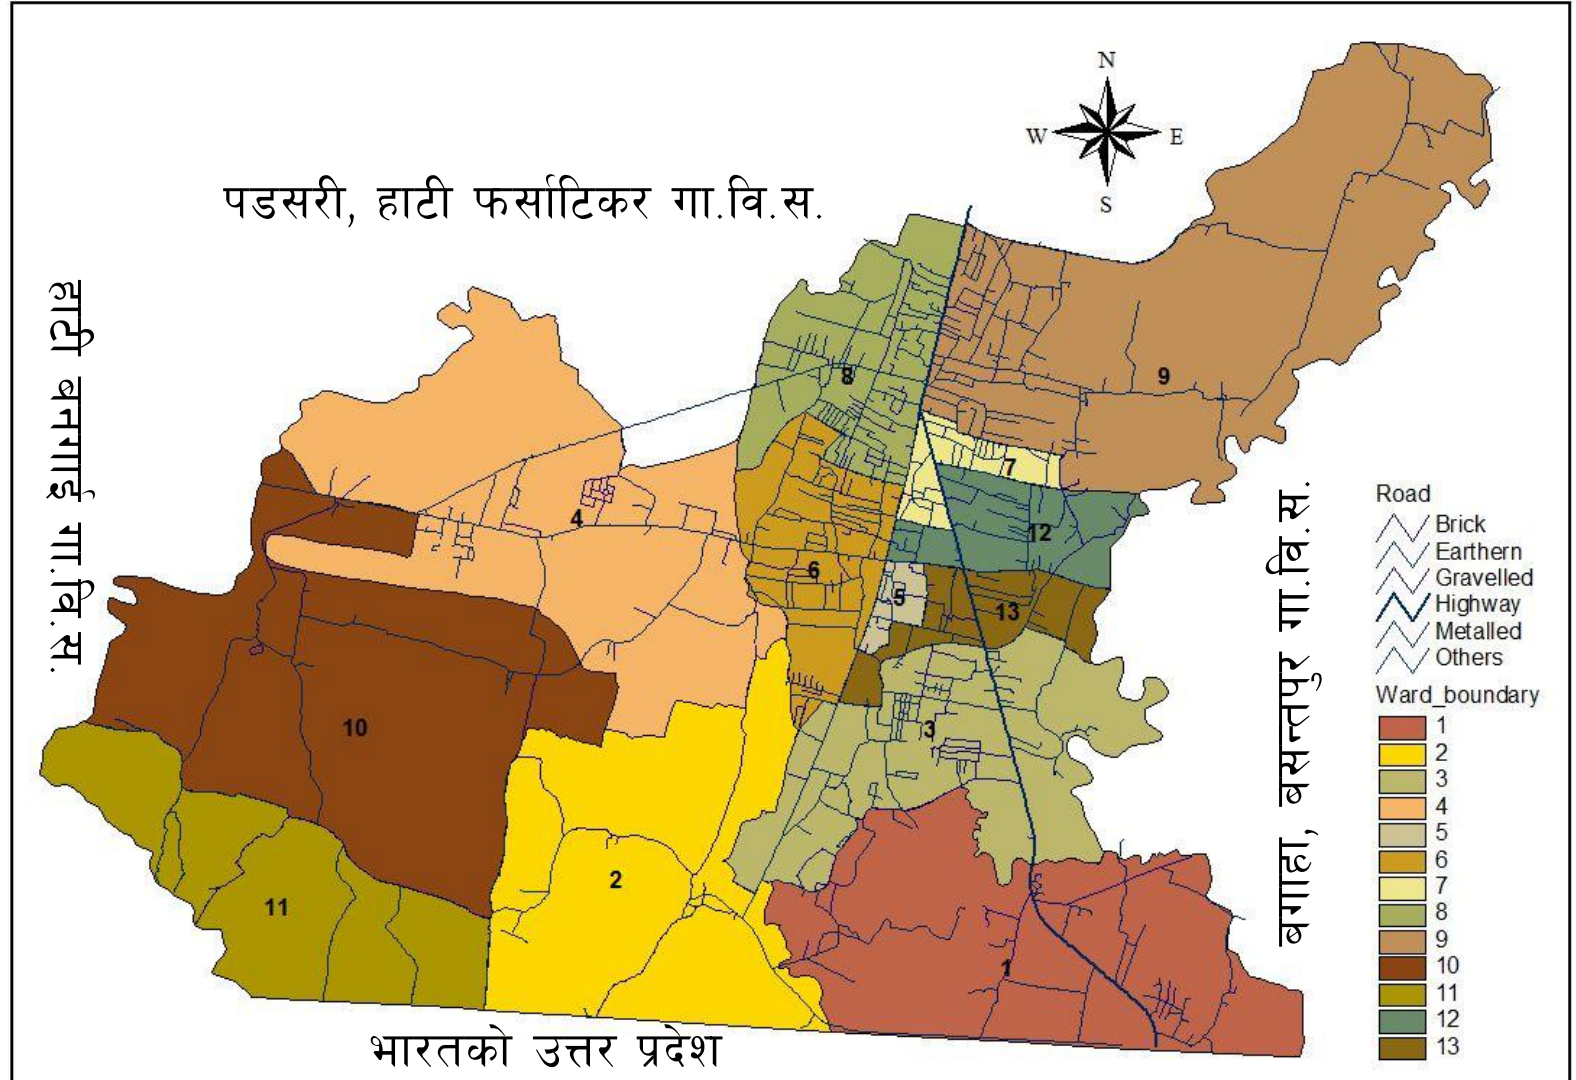 N
W E
S
पडसरी, हाटी फर्साटिकर गा.वि.स.
हाटी बनगाई गा.वि.स.
बगाहा, बसन्तपुर गा.वि.स.
भारतको उत्तर प्रदेश
8
9
7
4
12
6
5
13
10
3
2
11
1
Road
Brick
Earthern
Gravelled
Highway
Metalled
Others
Ward_boundary
1
2
3
4
5
6
7
8
9
10
11
12
13